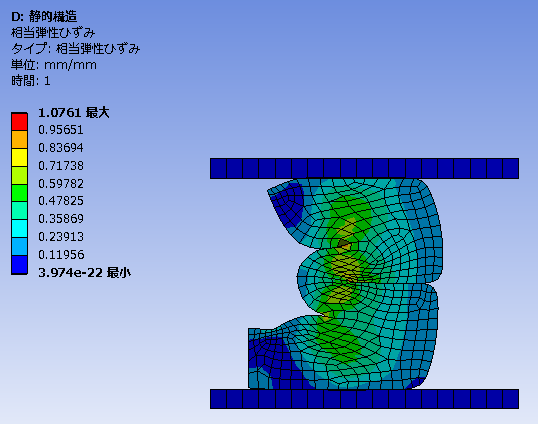 D: 静的構造
相当弾性ひずみ
タイプ: 相当弾性ひずみ
単位: mm/mm
時間: 1
1.0761 最大
0.95651
0.83694
0.71738
0.59782
0.47825
0.35869
0.23913
0.11956
3.974e-22 最小